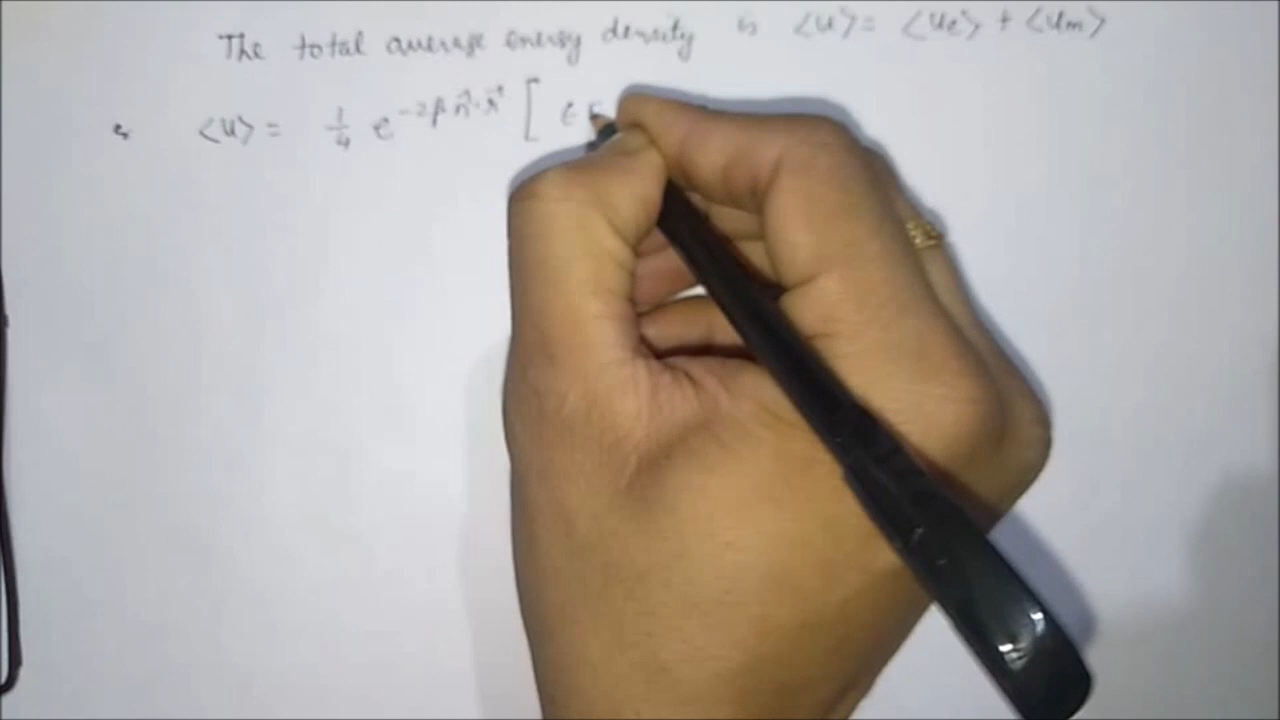 The total average energy density is <u> = <ue> + <um>
<u> = 1/4 e^{-2β n̂·r⃗} [ ϵ E